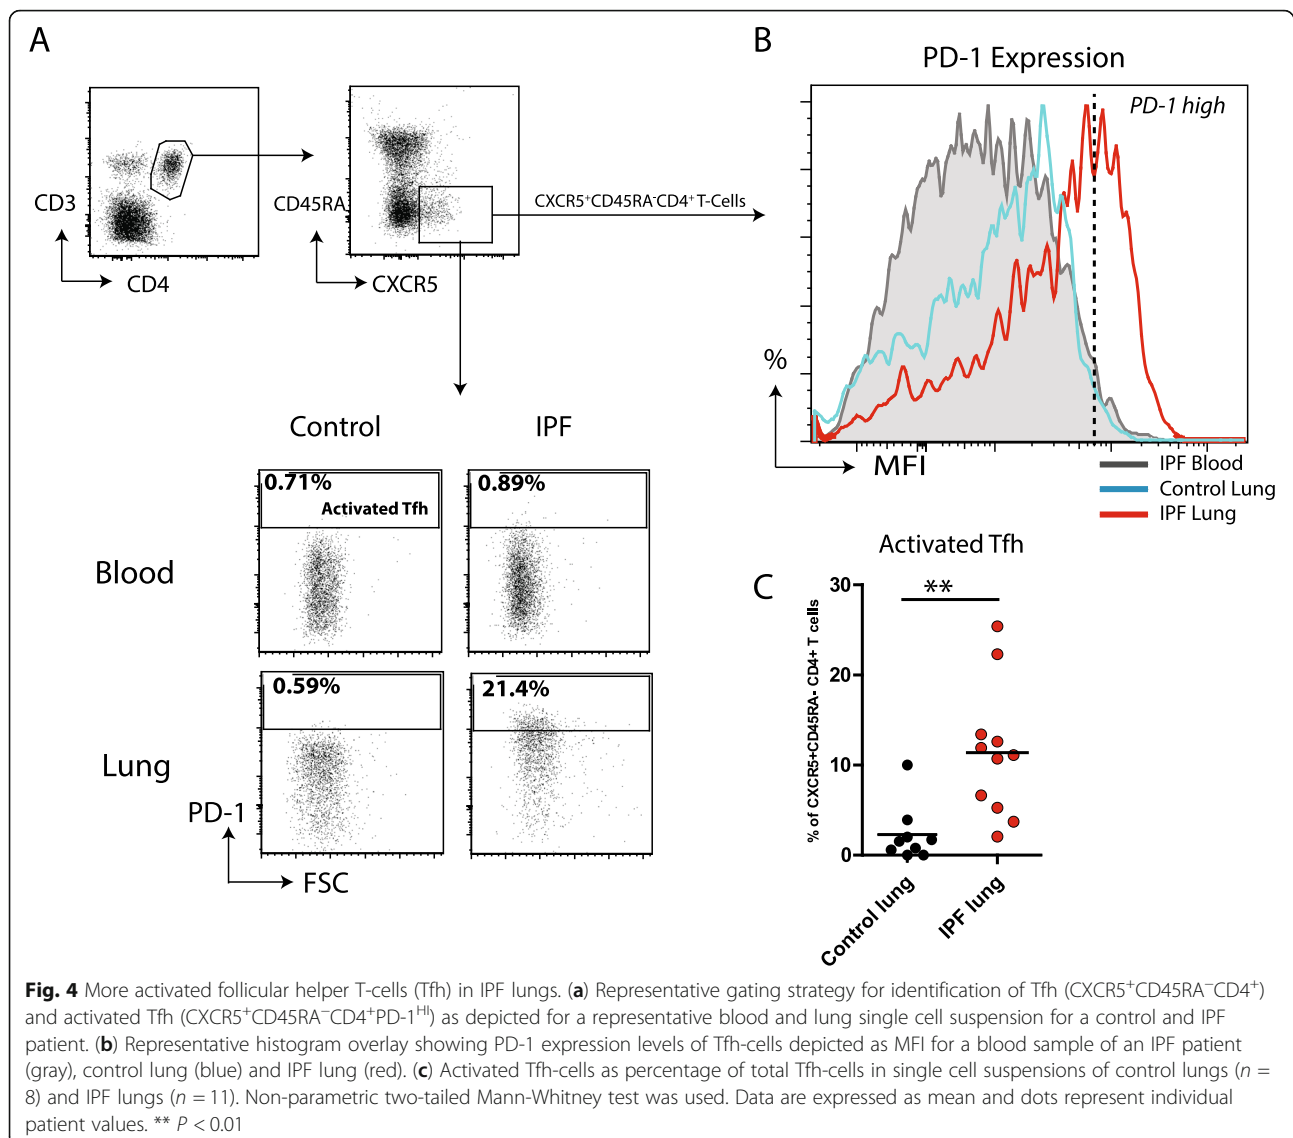 A
CD3
CD4
CD45RA
CXCR5
CXCR5+CD45RA-CD4+ T-Cells
Control
IPF
Blood
0.71%
Activated Tfh
0.89%
Lung
0.59%
21.4%
PD-1
FSC
B
PD-1 Expression
PD-1 high
%
MFI
IPF Blood
Control Lung
IPF Lung
C
Activated Tfh
**
% of CXCR5+CD45RA- CD4+ T cells
30
20
10
0
Control lung
IPF lung
Fig. 4 More activated follicular helper T-cells (Tfh) in IPF lungs. (a) Representative gating strategy for identification of Tfh (CXCR5⁺CD45RA⁻CD4⁺)
and activated Tfh (CXCR5⁺CD45RA⁻CD4⁺PD-1ᴴᴵ) as depicted for a representative blood and lung single cell suspension for a control and IPF
patient. (b) Representative histogram overlay showing PD-1 expression levels of Tfh-cells depicted as MFI for a blood sample of an IPF patient
(gray), control lung (blue) and IPF lung (red). (c) Activated Tfh-cells as percentage of total Tfh-cells in single cell suspensions of control lungs (n =
8) and IPF lungs (n = 11). Non-parametric two-tailed Mann-Whitney test was used. Data are expressed as mean and dots represent individual
patient values. ** P < 0.01